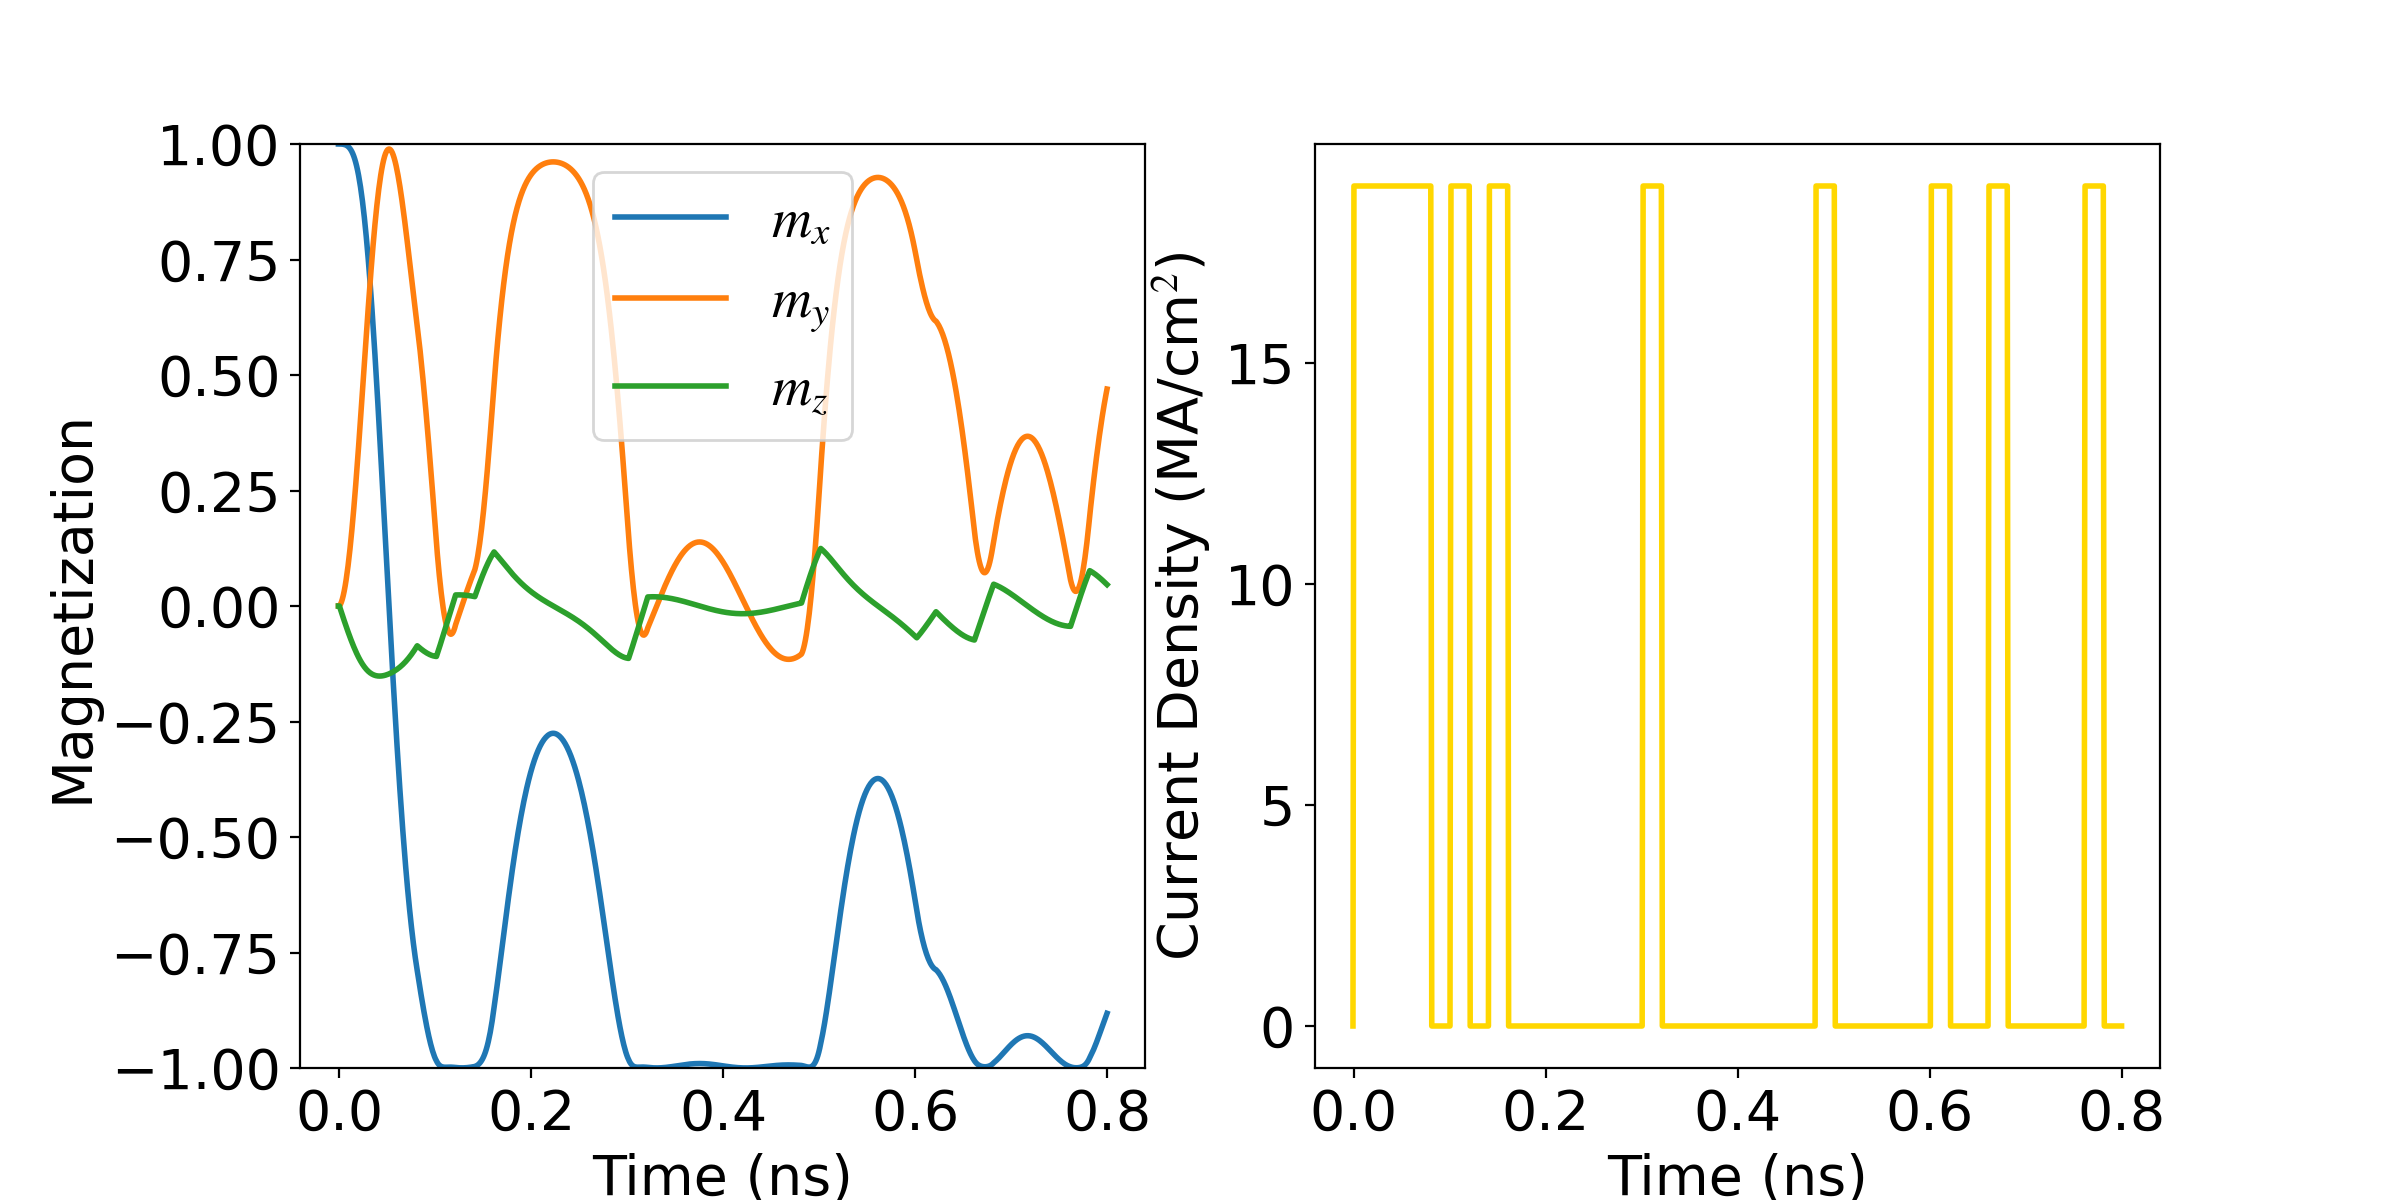 Magnetization
1.00
0.75
0.50
0.25
0.00
−0.25
−0.50
−0.75
−1.00
0.0 0.2 0.4 0.6 0.8
Time (ns)
m_x
m_y
m_z
Current Density (MA/cm²)
15
10
5
0
0.0 0.2 0.4 0.6 0.8
Time (ns)